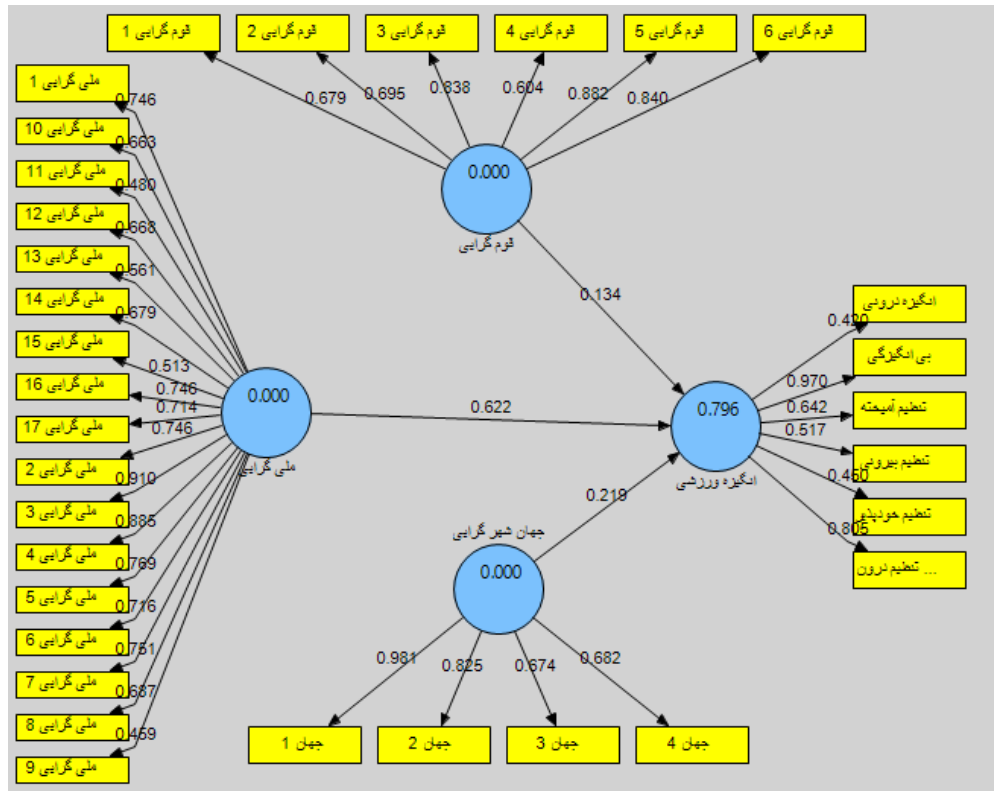 قوم گرایی 1
قوم گرایی 2
قوم گرایی 3
قوم گرایی 4
قوم گرایی 5
قوم گرایی 6
0.679
0.695
0.838
0.604
0.882
0.840
0.000
قوم گرایی
0.134
ملی گرایی 1
0.746
ملی گرایی 10
0.663
ملی گرایی 11
0.480
ملی گرایی 12
0.668
ملی گرایی 13
0.561
ملی گرایی 14
0.679
ملی گرایی 15
0.513
ملی گرایی 16
0.746
ملی گرایی 17
0.714
ملی گرایی 2
0.746
ملی گرایی 3
0.910
ملی گرایی 4
0.885
ملی گرایی 5
0.769
ملی گرایی 6
0.716
ملی گرایی 7
0.751
ملی گرایی 8
0.687
ملی گرایی 9
0.459
0.000
ملی گرایی
0.622
0.796
انگیزه ورزشی
انگیزه درونی
0.420
بی انگیزگی
0.970
تنظیم آمیخته
0.642
تنظیم بیرونی
0.517
تنظیم خودپذیر
0.460
تنظیم درون ...
0.805
0.219
جهان شهر گرایی
0.000
0.981
0.825
0.674
0.682
جهان 1
جهان 2
جهان 3
جهان 4